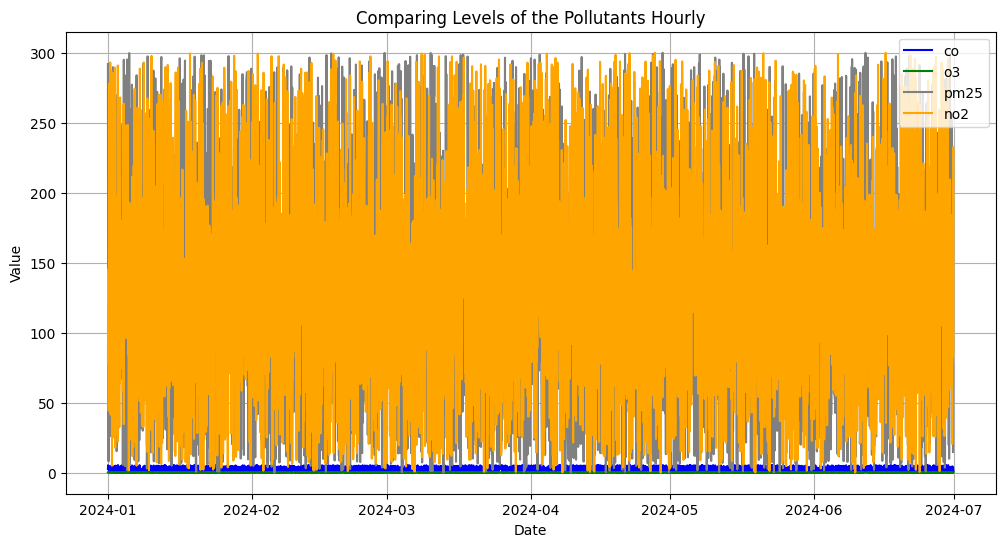 Comparing Levels of the Pollutants Hourly
co
o3
pm25
no2
300
250
200
150
100
50
0
Value
2024-01
2024-02
2024-03
2024-04
2024-05
2024-06
2024-07
Date